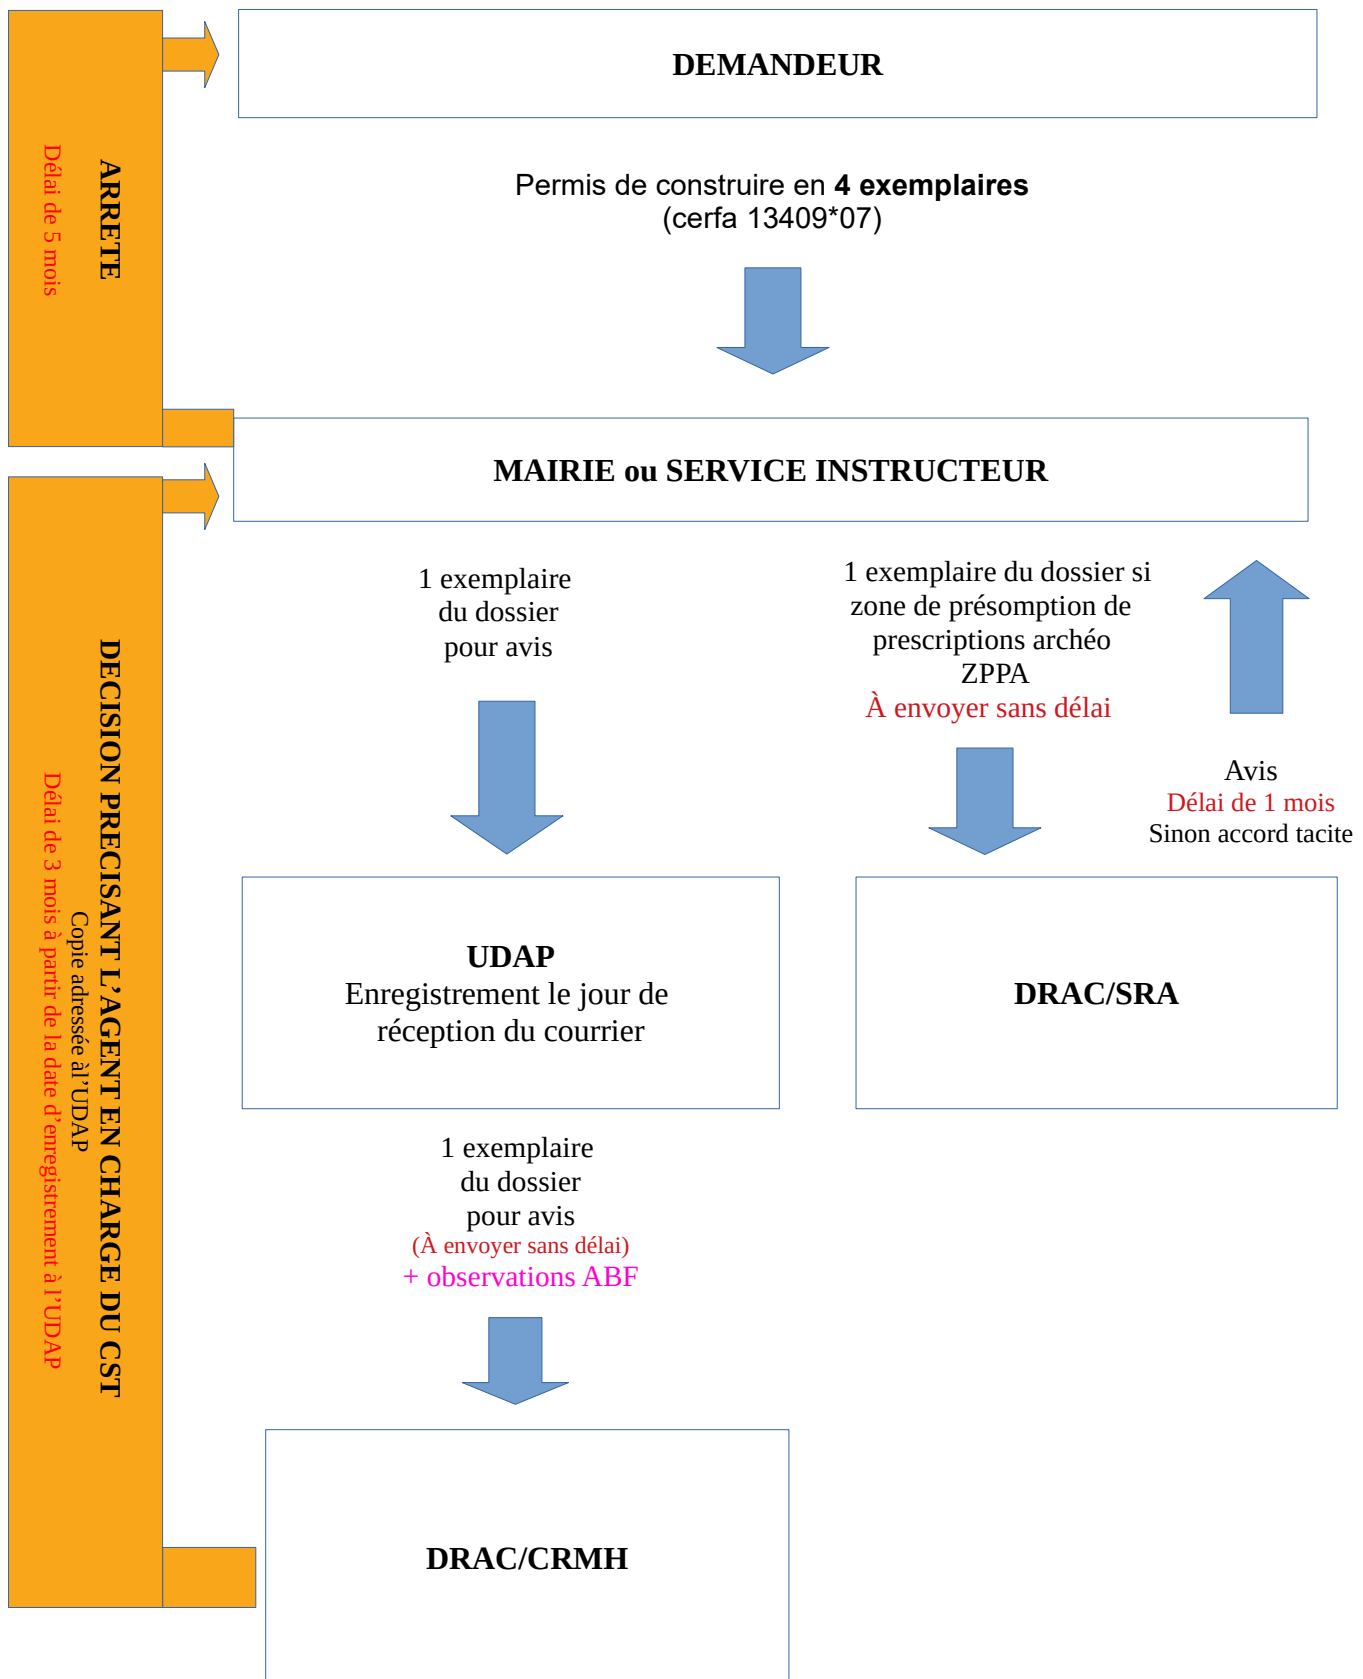 DEMANDEUR
ARRETE
Délai de 5 mois
Permis de construire en 4 exemplaires
(cerfa 13409*07)
MAIRIE ou SERVICE INSTRUCTEUR
DECISION PRECISANT L’AGENT EN CHARGE DU CST
Copie adressée àl’UDAP
Délai de 3 mois à partir de la date d’enregistrement à l’UDAP
1 exemplaire
du dossier
pour avis
1 exemplaire du dossier si
zone de présomption de
prescriptions archéo
ZPPA
À envoyer sans délai
Avis
Délai de 1 mois
Sinon accord tacite
UDAP
Enregistrement le jour de
réception du courrier
DRAC/SRA
1 exemplaire
du dossier
pour avis
(À envoyer sans délai)
+ observations ABF
DRAC/CRMH